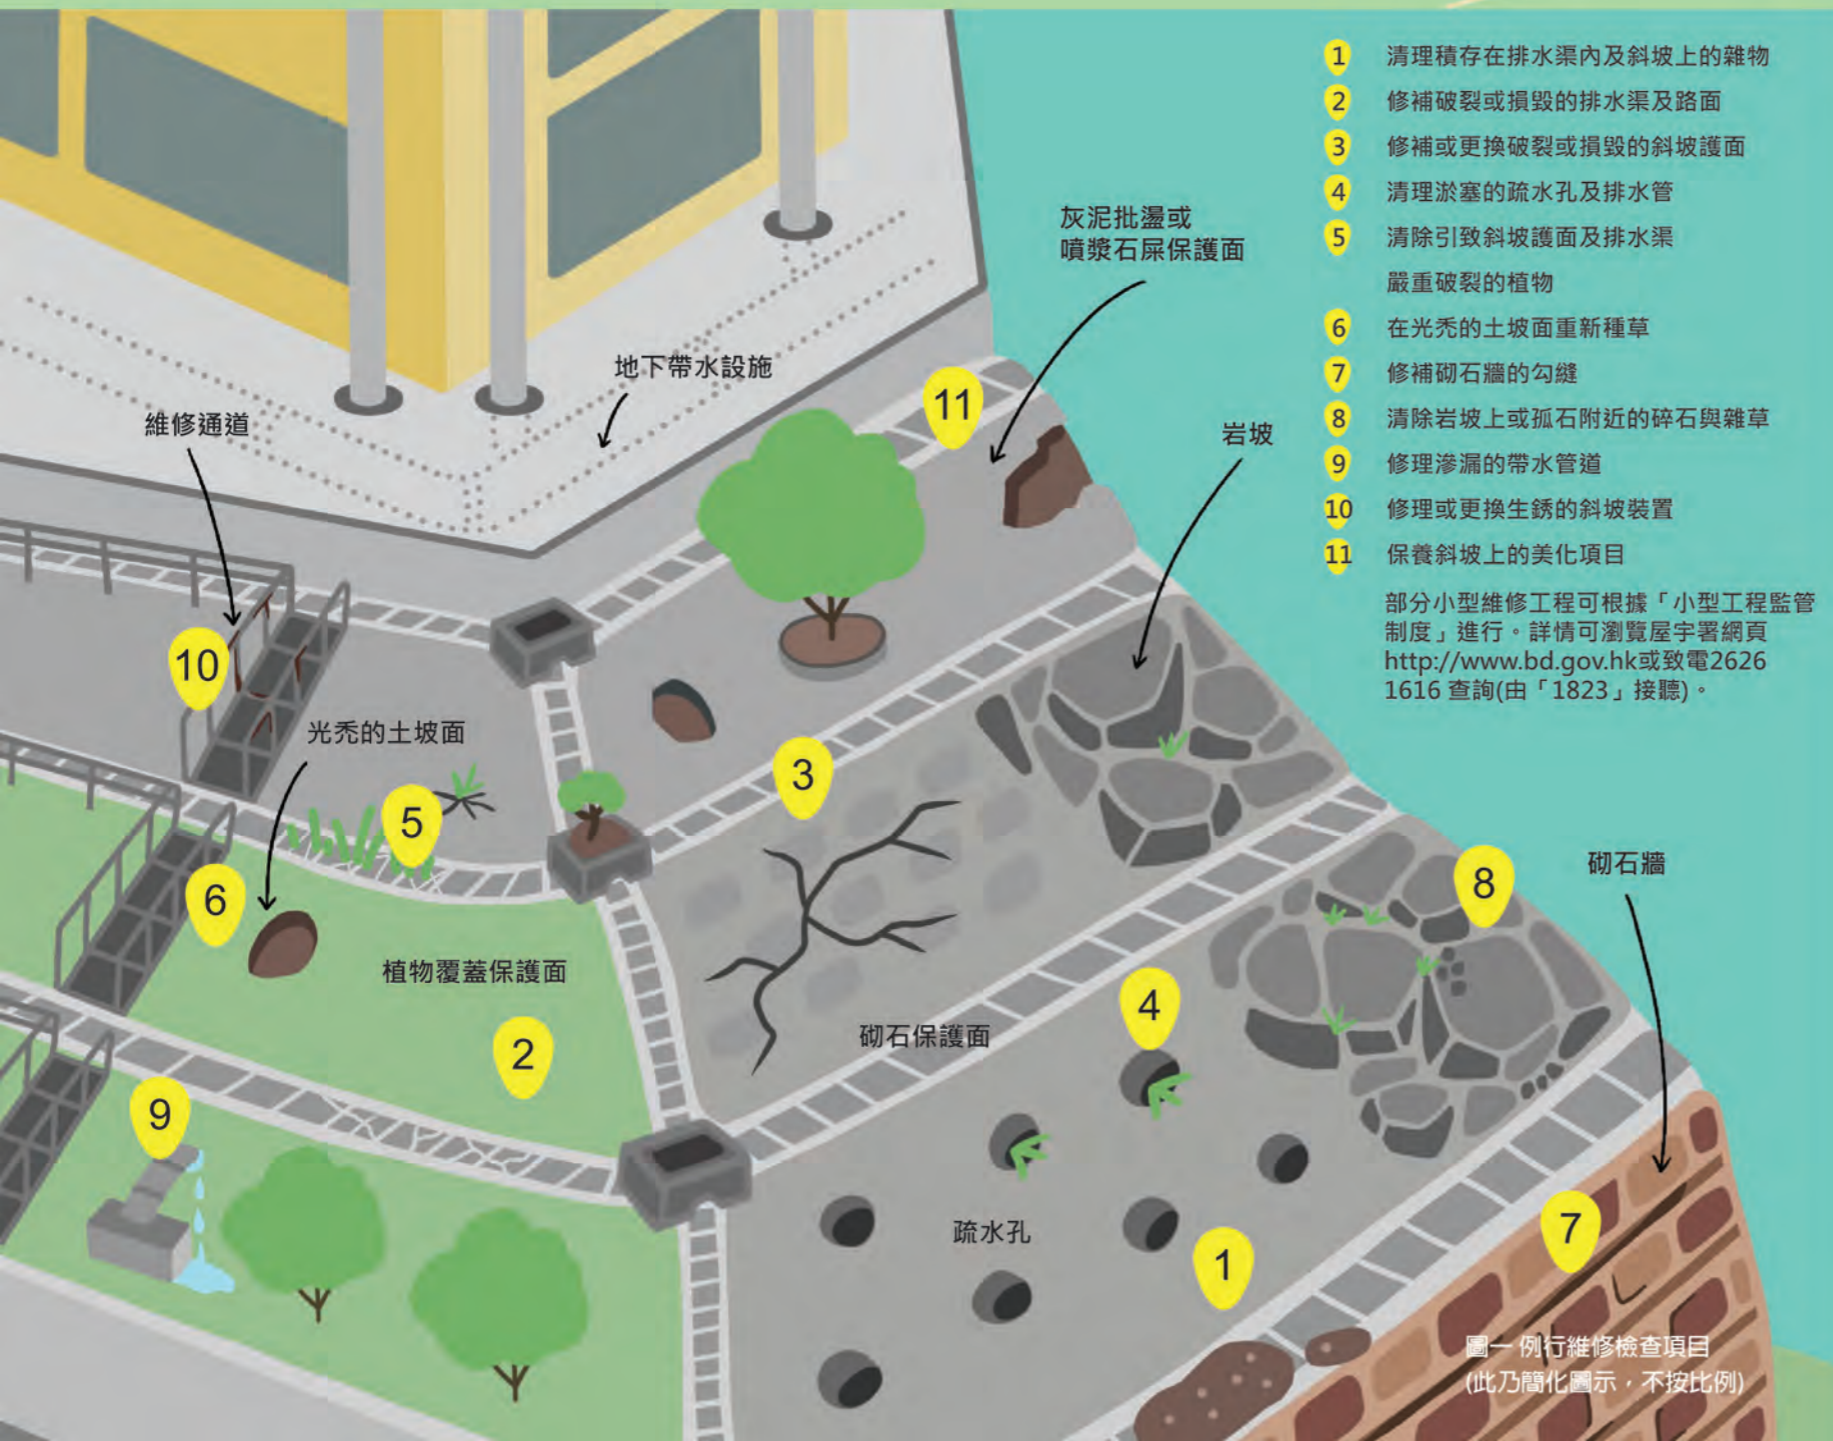 1 清理積存在排水渠內及斜坡上的雜物
2 修補破裂或損毀的排水渠及路面
3 修補或更換破裂或損毀的斜坡護面
4 清理淤塞的疏水孔及排水管
5 清除引致斜坡護面及排水渠
嚴重破裂的植物
6 在光禿的土坡面重新種草
7 修補砌石牆的勾縫
8 清除岩坡上或孤石附近的碎石與雜草
9 修理滲漏的帶水管道
10 修理或更換生銹的斜坡裝置
11 保養斜坡上的美化項目
部分小型維修工程可根據「小型工程監管
制度」進行。詳情可瀏覽屋宇署網頁
http://www.bd.gov.hk或致電2626
1616 查詢(由「1823」接聽)。
灰泥批盪或
噴漿石屎保護面
地下帶水設施
維修通道
11
岩坡
10
光禿的土坡面
3
5
6
8
砌石牆
植物覆蓋保護面
4
砌石保護面
2
9
疏水孔
7
1
圖一 例行維修檢查項目
(此乃簡化圖示，不按比例)